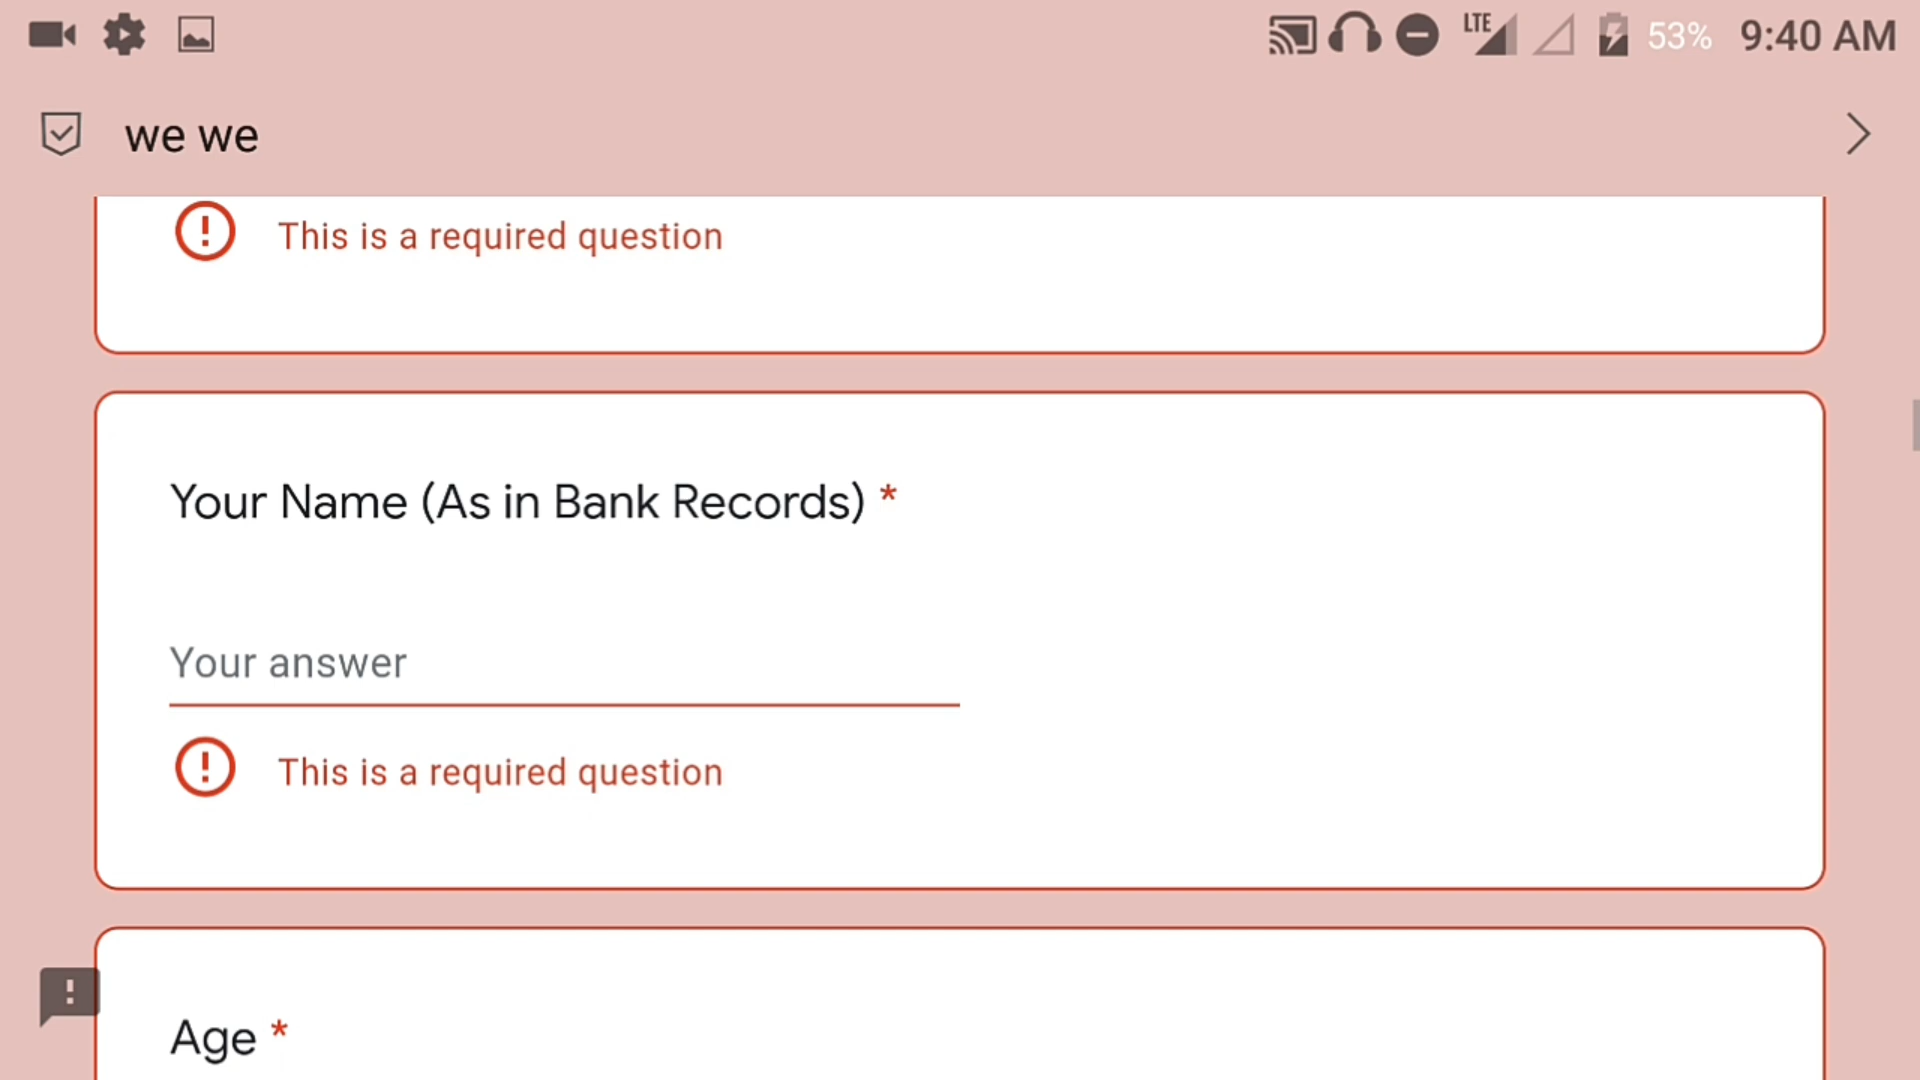 LTE 53% 9:40 AM
we we
This is a required question
Your Name (As in Bank Records) *
Your answer
This is a required question
Age *